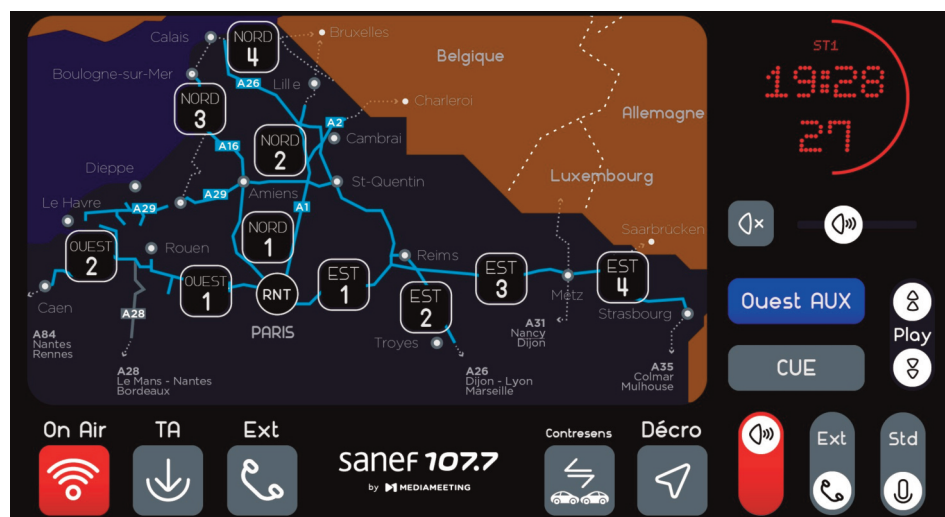 Calais
NORD
4
Bruxelles
Belgique
Boulogne-sur-Mer
A26
Lille
NORD
3
Charleroi
A2
Allemagne
NORD
2
Cambrai
A16
Dieppe
Luxembourg
A29
Amiens
St-Quentin
Le Havre
A29
A1
NORD
1
OUEST
2
Rouen
Reims
Saarbrücken
OUEST
1
RNT
EST
1
EST
3
Metz
EST
4
Caen
A28
EST
2
PARIS
Strasbourg
Troyes
A84
Nantes
Rennes
A31
Nancy
Dijon
A28
Le Mans - Nantes
Bordeaux
A26
Dijon - Lyon
Marseille
A35
Colmar
Mulhouse
ST1
19:28
27
Ouest AUX
Play
CUE
On Air
TA
Ext
sanef 107.7
by MEDIAMEETING
Contresens
Décro
Ext
Std